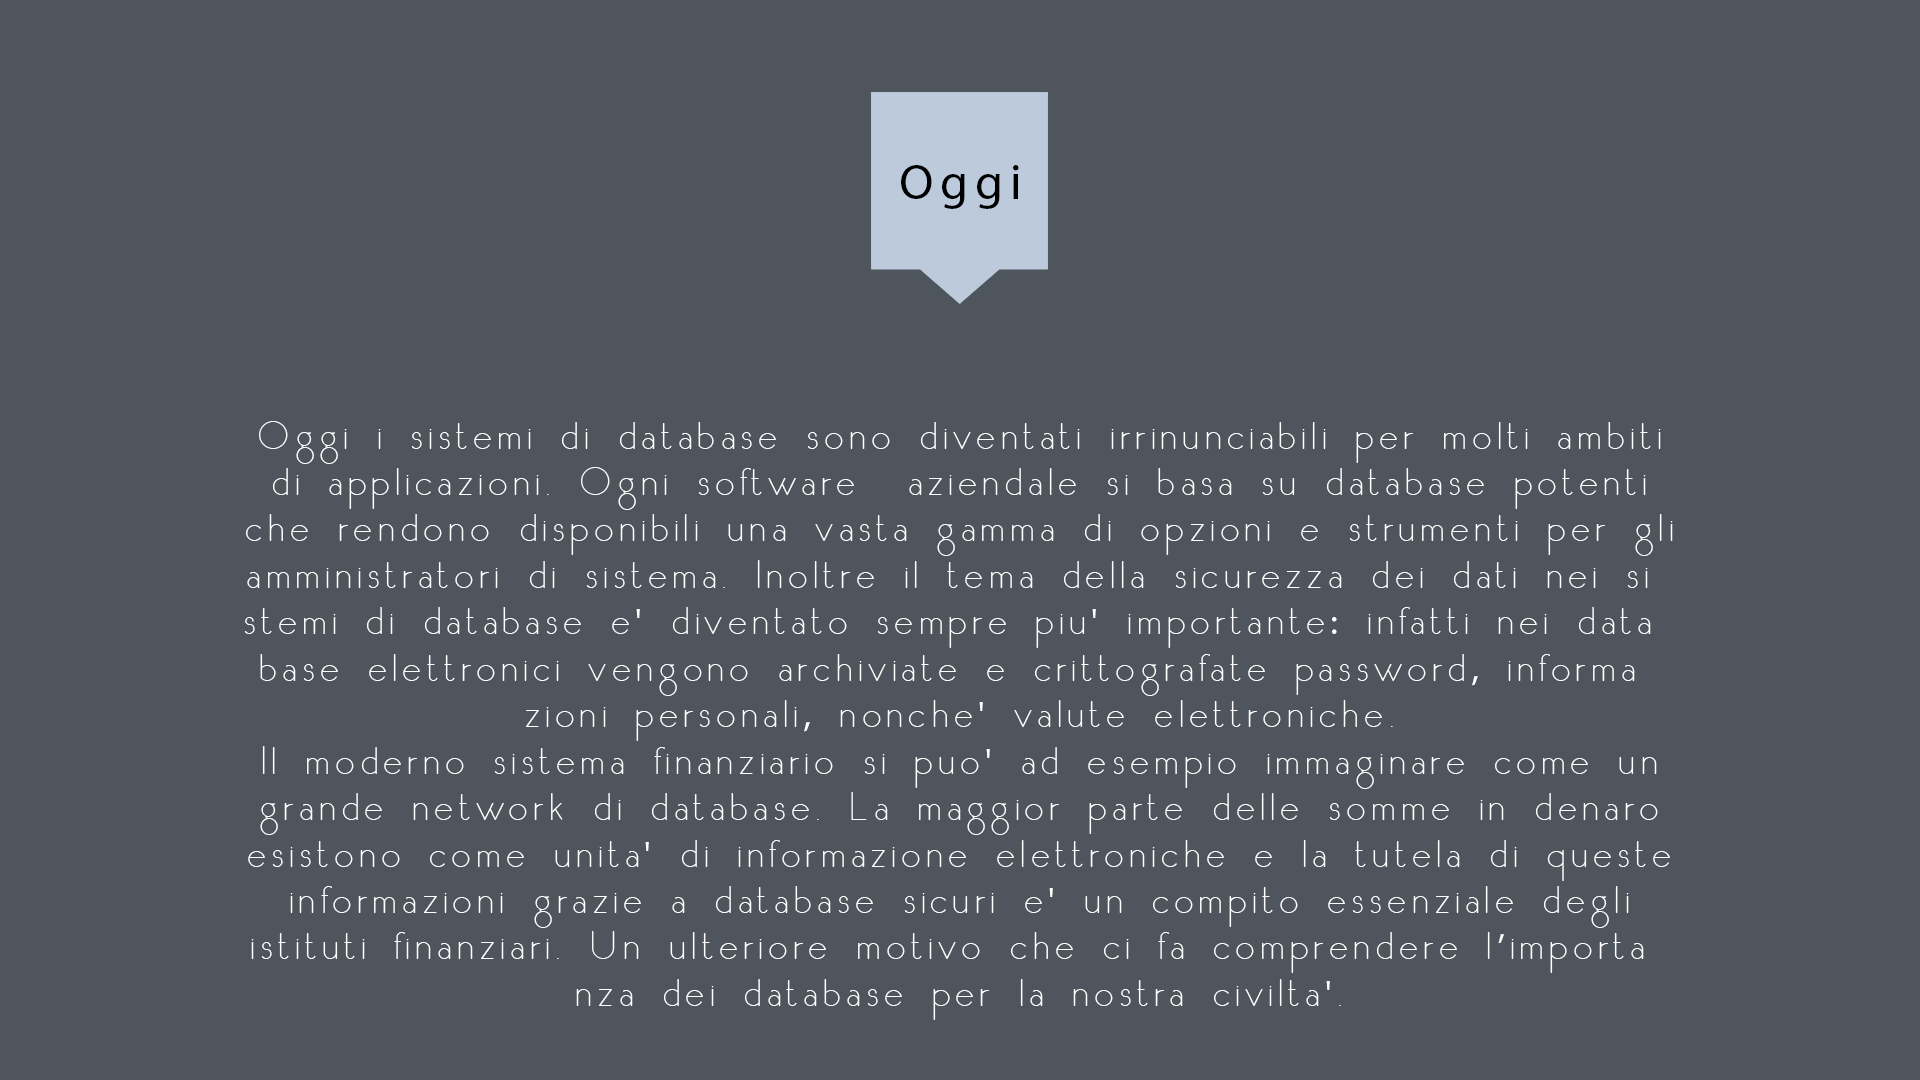 Oggi
Oggi i sistemi di database sono diventati irrinunciabili per molti ambiti
di applicazioni. Ogni software  aziendale si basa su database potenti
che rendono disponibili una vasta gamma di opzioni e strumenti per gli
amministratori di sistema. Inoltre il tema della sicurezza dei dati nei si
stemi di database e' diventato sempre piu' importante: infatti nei data
base elettronici vengono archiviate e crittografate password, informa
zioni personali, nonche' valute elettroniche.
Il moderno sistema finanziario si puo' ad esempio immaginare come un
grande network di database. La maggior parte delle somme in denaro
esistono come unita' di informazione elettroniche e la tutela di queste
informazioni grazie a database sicuri e' un compito essenziale degli
istituti finanziari. Un ulteriore motivo che ci fa comprendere l’importa
nza dei database per la nostra civilta'.